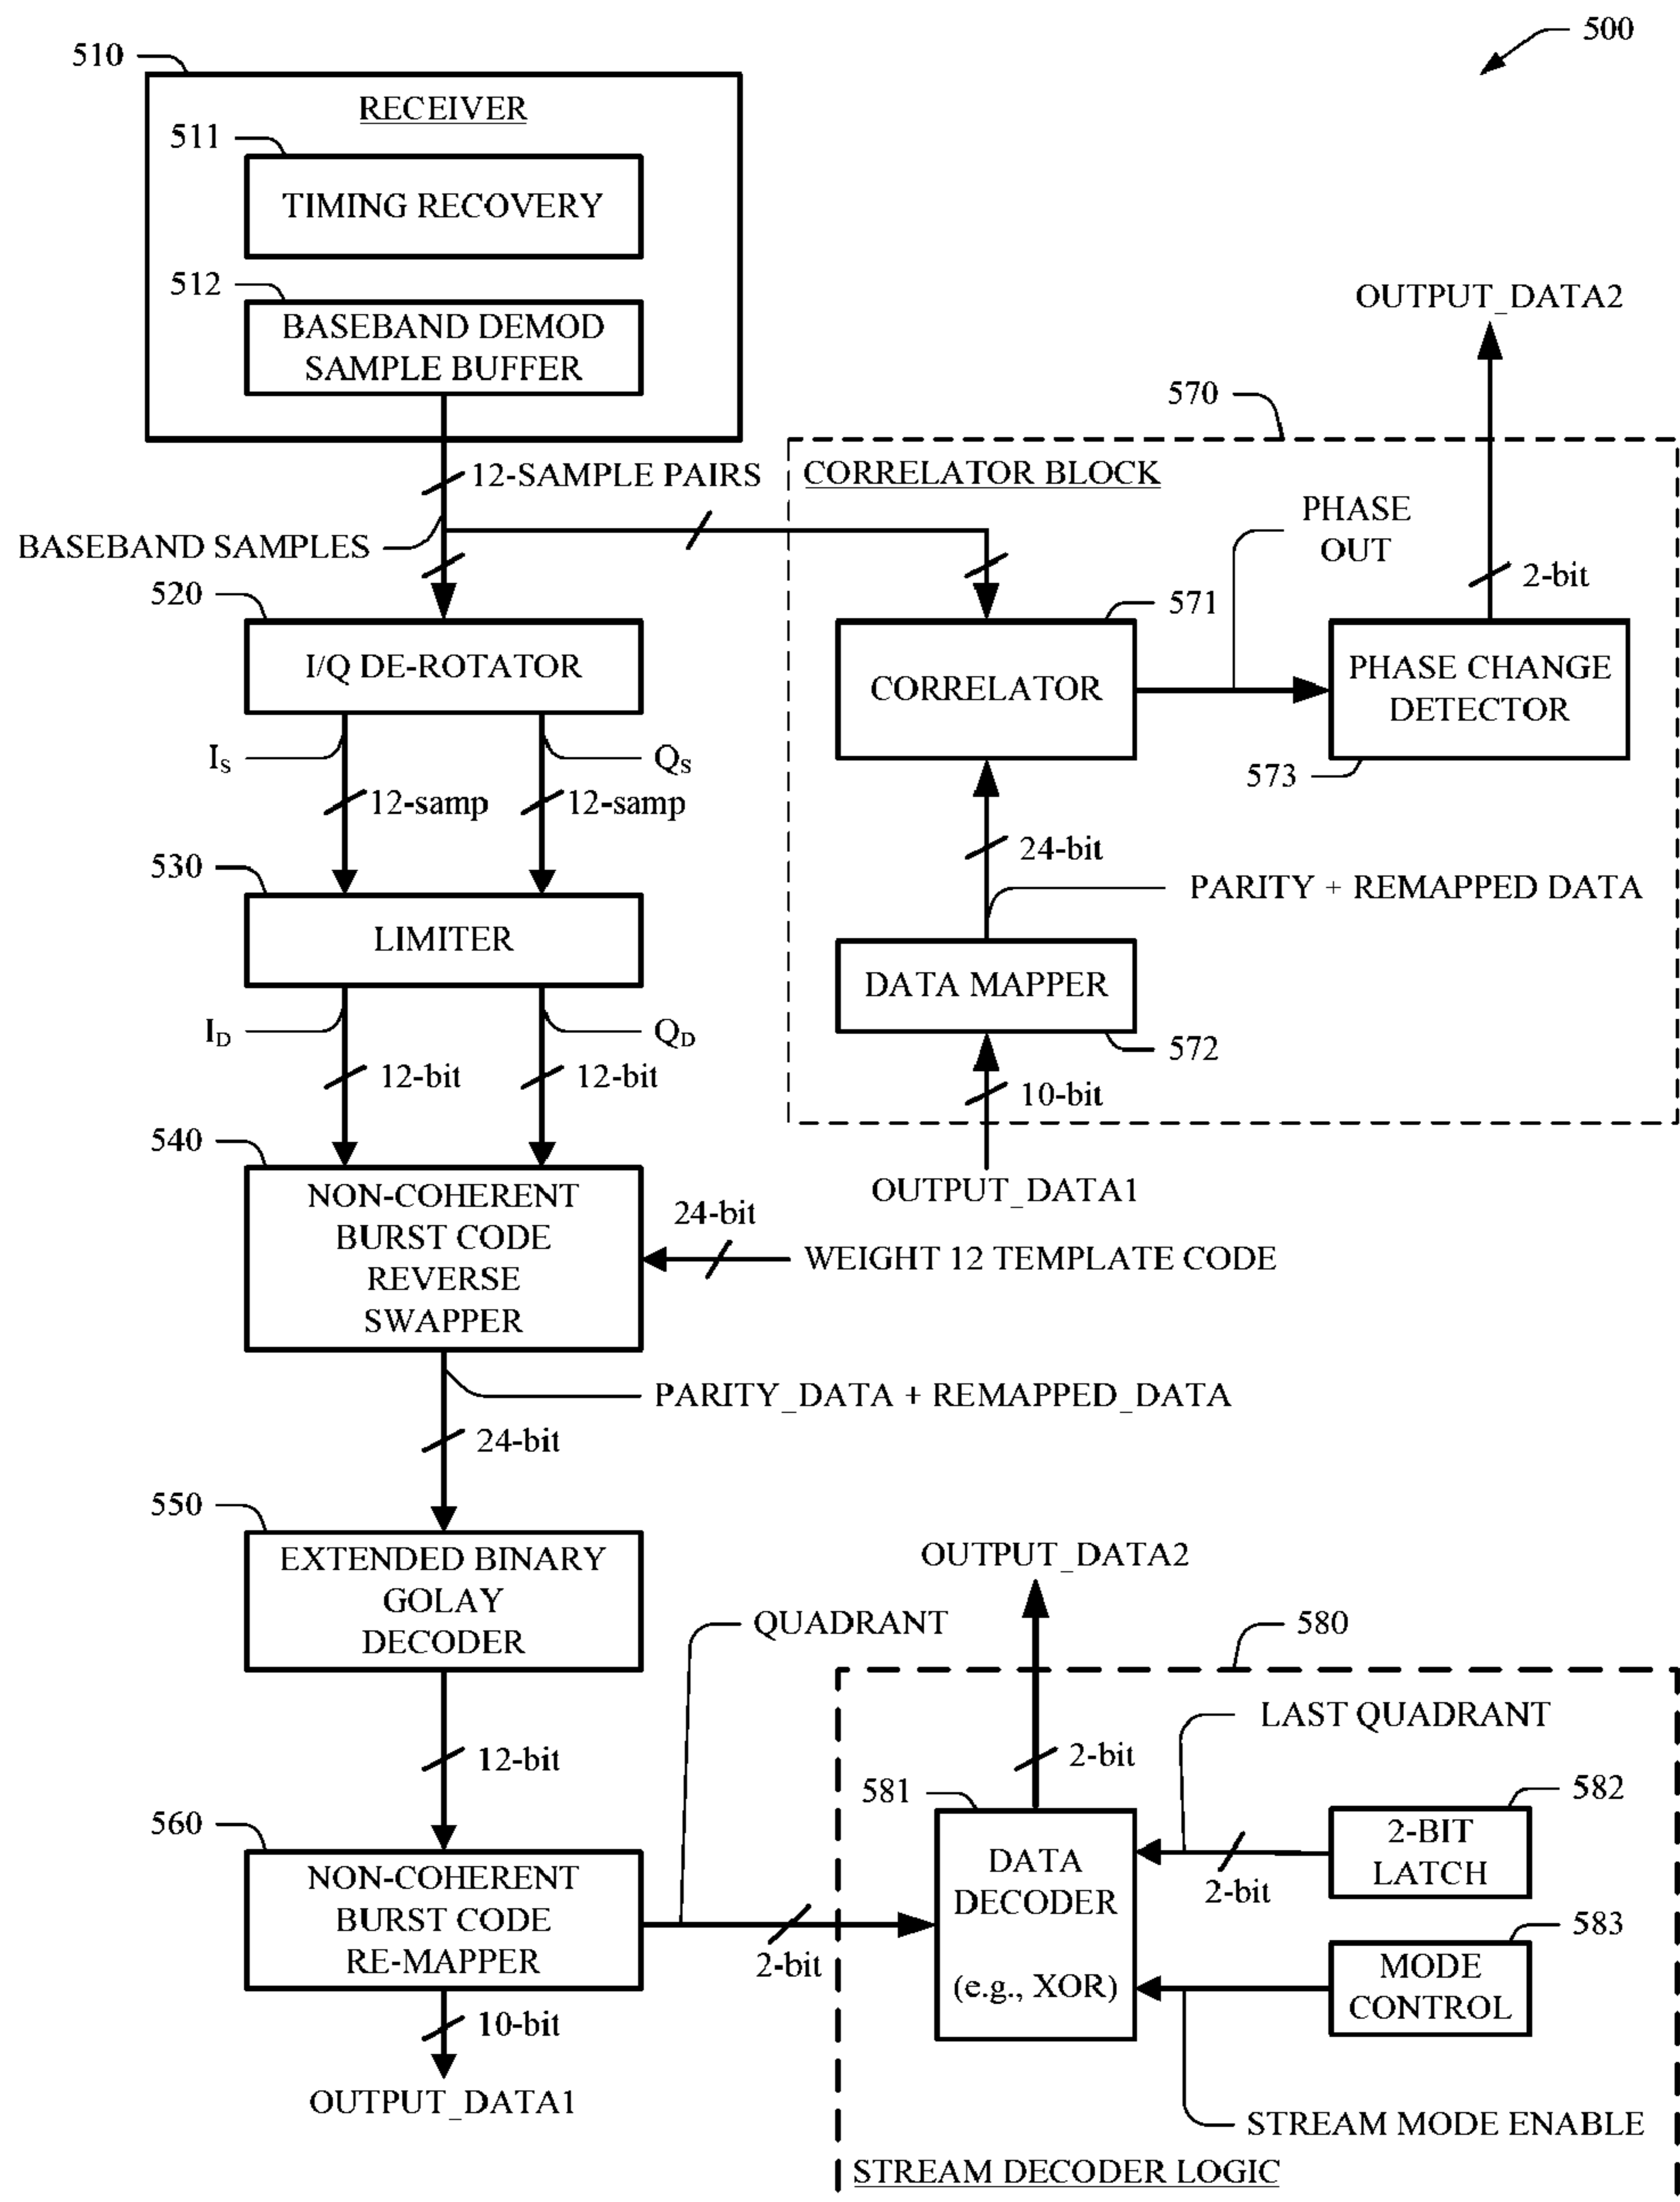 500
510
RECEIVER
511
TIMING RECOVERY
512
BASEBAND DEMOD
SAMPLE BUFFER
OUTPUT_DATA2
570
12-SAMPLE PAIRS
CORRELATOR BLOCK
BASEBAND SAMPLES
PHASE
OUT
2-bit
520
I/Q DE-ROTATOR
571
CORRELATOR
PHASE CHANGE
DETECTOR
573
IS
QS
12-samp
12-samp
24-bit
530
LIMITER
PARITY + REMAPPED DATA
DATA MAPPER
572
ID
QD
12-bit
12-bit
10-bit
OUTPUT_DATA1
540
NON-COHERENT
BURST CODE
REVERSE
SWAPPER
24-bit
WEIGHT 12 TEMPLATE CODE
PARITY_DATA + REMAPPED_DATA
24-bit
550
EXTENDED BINARY
GOLAY
DECODER
OUTPUT_DATA2
QUADRANT
580
LAST QUADRANT
12-bit
2-bit
581
582
560
NON-COHERENT
BURST CODE
RE-MAPPER
DATA
DECODER
(e.g., XOR)
2-BIT
LATCH
2-bit
583
2-bit
MODE
CONTROL
10-bit
OUTPUT_DATA1
STREAM MODE ENABLE
STREAM DECODER LOGIC